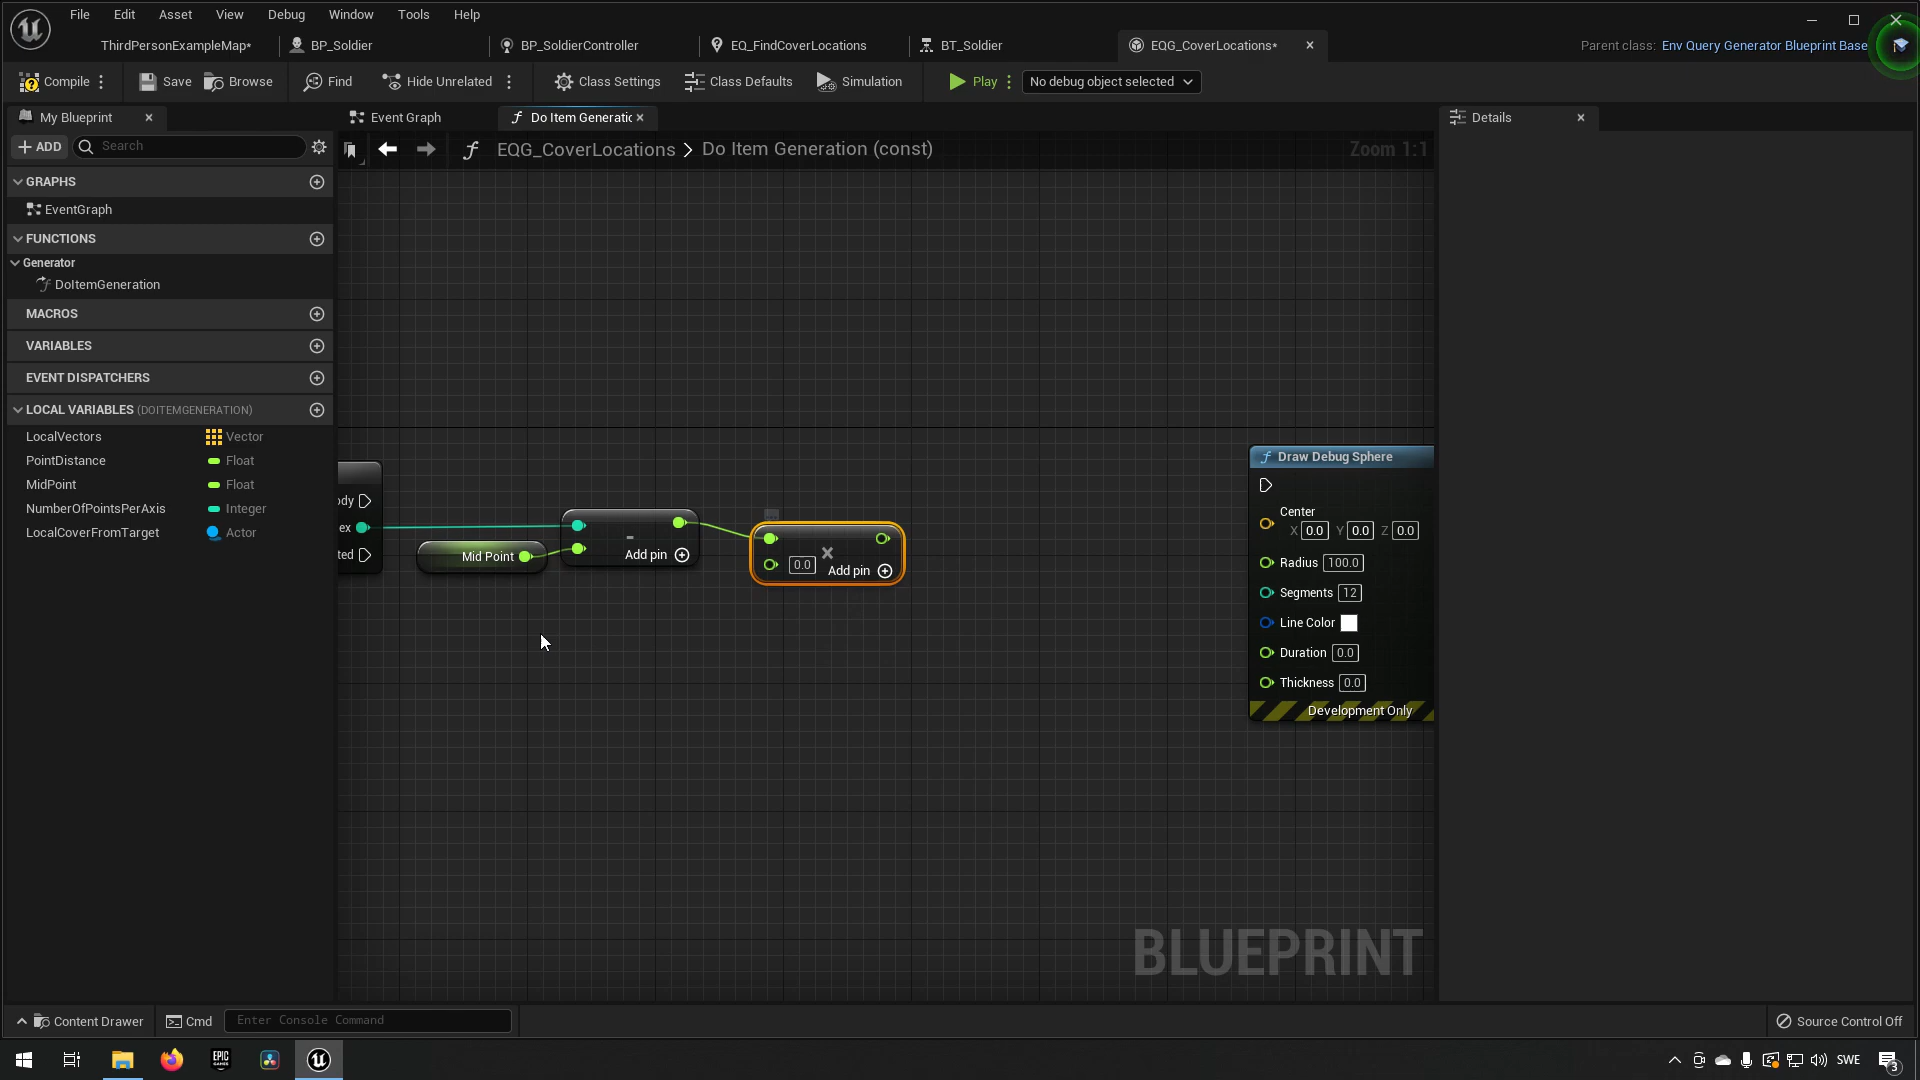 File Edit Asset View Debug Window Tools Help
ThirdPersonExampleMap* BP_Soldier BP_SoldierController EQ_FindCoverLocations BT_Soldier EQG_CoverLocations* Parent class: Env Query Generator Blueprint Base
Compile Save Browse Find Hide Unrelated Class Settings Class Defaults Simulation Play No debug object selected
My Blueprint Event Graph Do Item Generatic Details
ADD Search EQG_CoverLocations > Do Item Generation (const) Zoom 1:1
GRAPHS
EventGraph
FUNCTIONS
Generator
DoItemGeneration
MACROS
VARIABLES
EVENT DISPATCHERS
LOCAL VARIABLES (DOITEMGENERATION)
LocalVectors Vector
PointDistance Float
MidPoint Float
NumberOfPointsPerAxis Integer
LocalCoverFromTarget Actor
ody
ex
ted
Mid Point
Add pin
0.0
Add pin
Draw Debug Sphere
Center
X 0.0 Y 0.0 Z 0.0
Radius 100.0
Segments 12
Line Color
Duration 0.0
Thickness 0.0
Development Only
BLUEPRINT
Content Drawer Cmd Enter Console Command Source Control Off
EPIC GAMES SWE 3